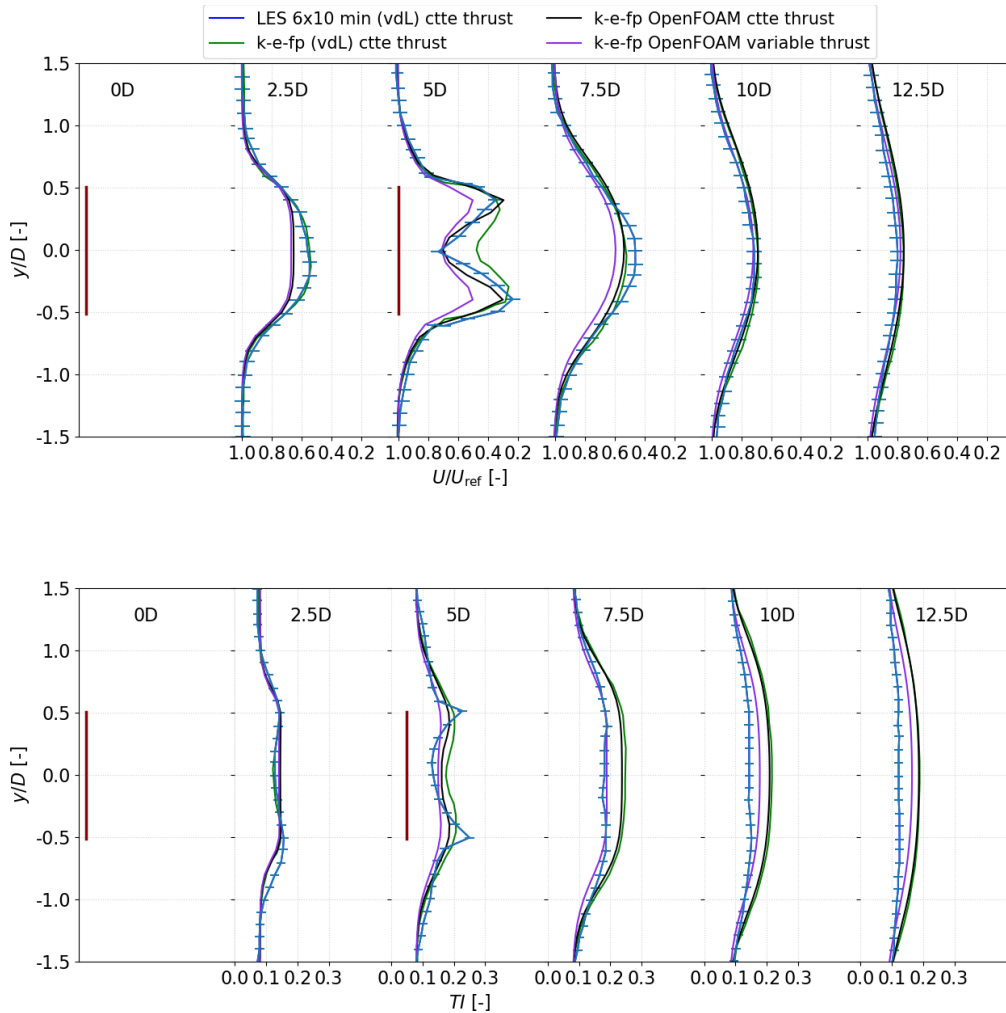 LES 6x10 min (vdL) ctte thrust
k-e-fp (vdL) ctte thrust
k-e-fp OpenFOAM ctte thrust
k-e-fp OpenFOAM variable thrust
0D 2.5D 5D 7.5D 10D 12.5D
1.5
1.0
0.5
0.0
-0.5
-1.0
-1.5
y/D [-]
1.0 0.8 0.6 0.4 0.2 1.0 0.8 0.6 0.4 0.2 1.0 0.8 0.6 0.4 0.2 1.0 0.8 0.6 0.4 0.2 1.0 0.8 0.6 0.4 0.2
U/Uref [-]
0D 2.5D 5D 7.5D 10D 12.5D
1.5
1.0
0.5
0.0
-0.5
-1.0
-1.5
y/D [-]
0.0 0.1 0.2 0.3 0.0 0.1 0.2 0.3 0.0 0.1 0.2 0.3 0.0 0.1 0.2 0.3 0.0 0.1 0.2 0.3
TI [-]